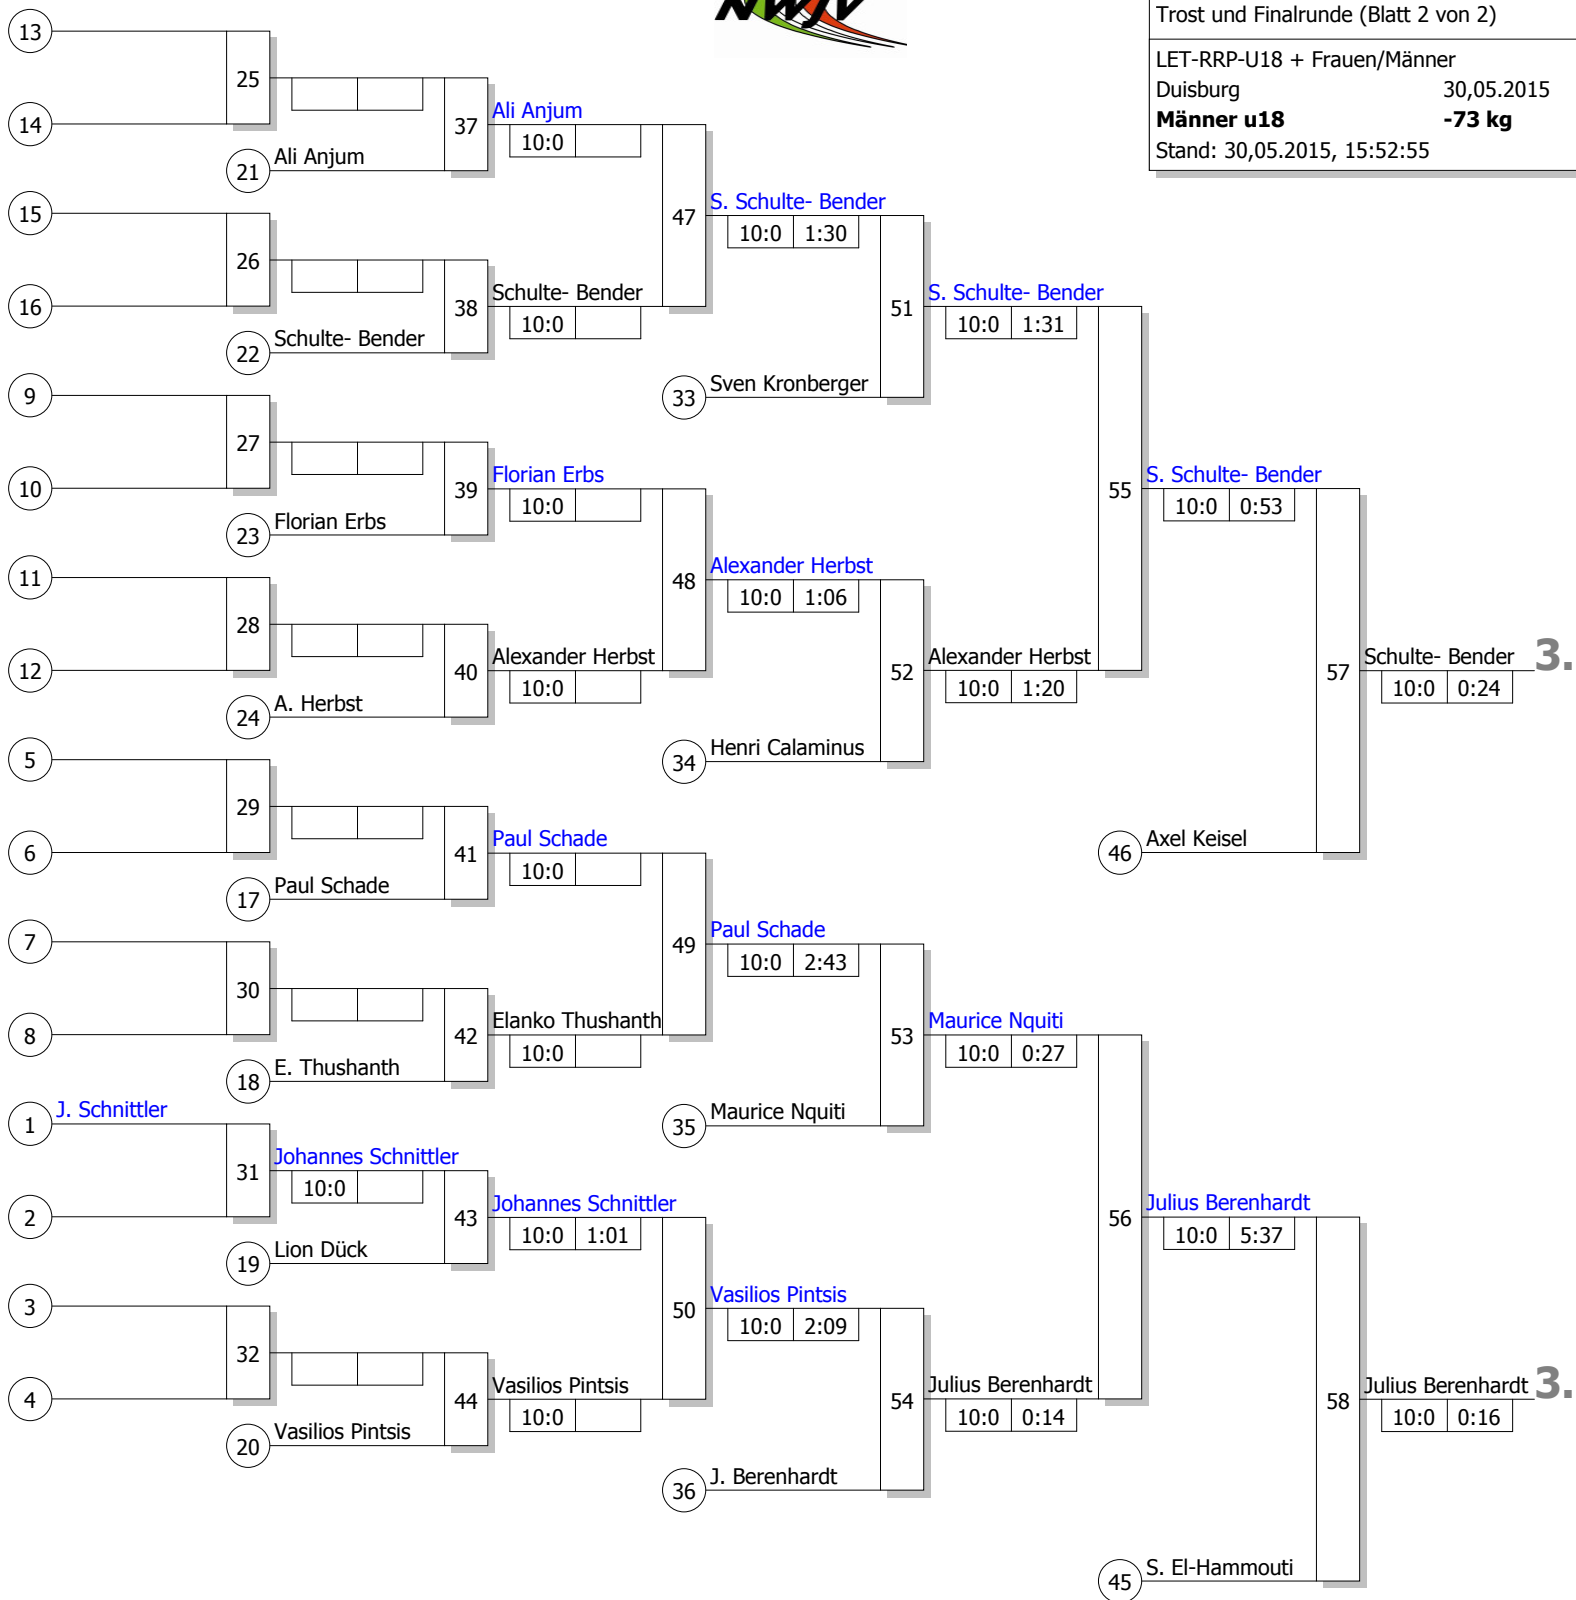 NWJV
Trost und Finalrunde (Blatt 2 von 2)
LET-RRP-U18 + Frauen/Männer
Duisburg 30,05.2015
Männer u18 -73 kg
Stand: 30,05.2015, 15:52:55
13
25
14
37
Ali Anjum
10:0
21
Ali Anjum
15
47
S. Schulte- Bender
10:0 1:30
26
16
38
Schulte- Bender
10:0
51
S. Schulte- Bender
10:0 1:31
22
Schulte- Bender
33
Sven Kronberger
9
27
10
39
Florian Erbs
10:0
55
S. Schulte- Bender
10:0 0:53
23
Florian Erbs
11
48
Alexander Herbst
10:0 1:06
28
12
40
Alexander Herbst
10:0
52
Alexander Herbst
10:0 1:20
57
Schulte- Bender
3.
10:0 0:24
24
A. Herbst
34
Henri Calaminus
5
29
6
41
Paul Schade
10:0
46
Axel Keisel
17
Paul Schade
7
49
Paul Schade
10:0 2:43
30
8
42
Elanko Thushanth
10:0
53
Maurice Nquiti
10:0 0:27
18
E. Thushanth
35
Maurice Nquiti
1
J. Schnittler
31
Johannes Schnittler
10:0
2
43
Johannes Schnittler
10:0 1:01
56
Julius Berenhardt
10:0 5:37
19
Lion Dück
3
50
Vasilios Pintsis
10:0 2:09
32
4
44
Vasilios Pintsis
10:0
54
Julius Berenhardt
10:0 0:14
58
Julius Berenhardt
3.
10:0 0:16
20
Vasilios Pintsis
36
J. Berenhardt
45
S. El-Hammouti